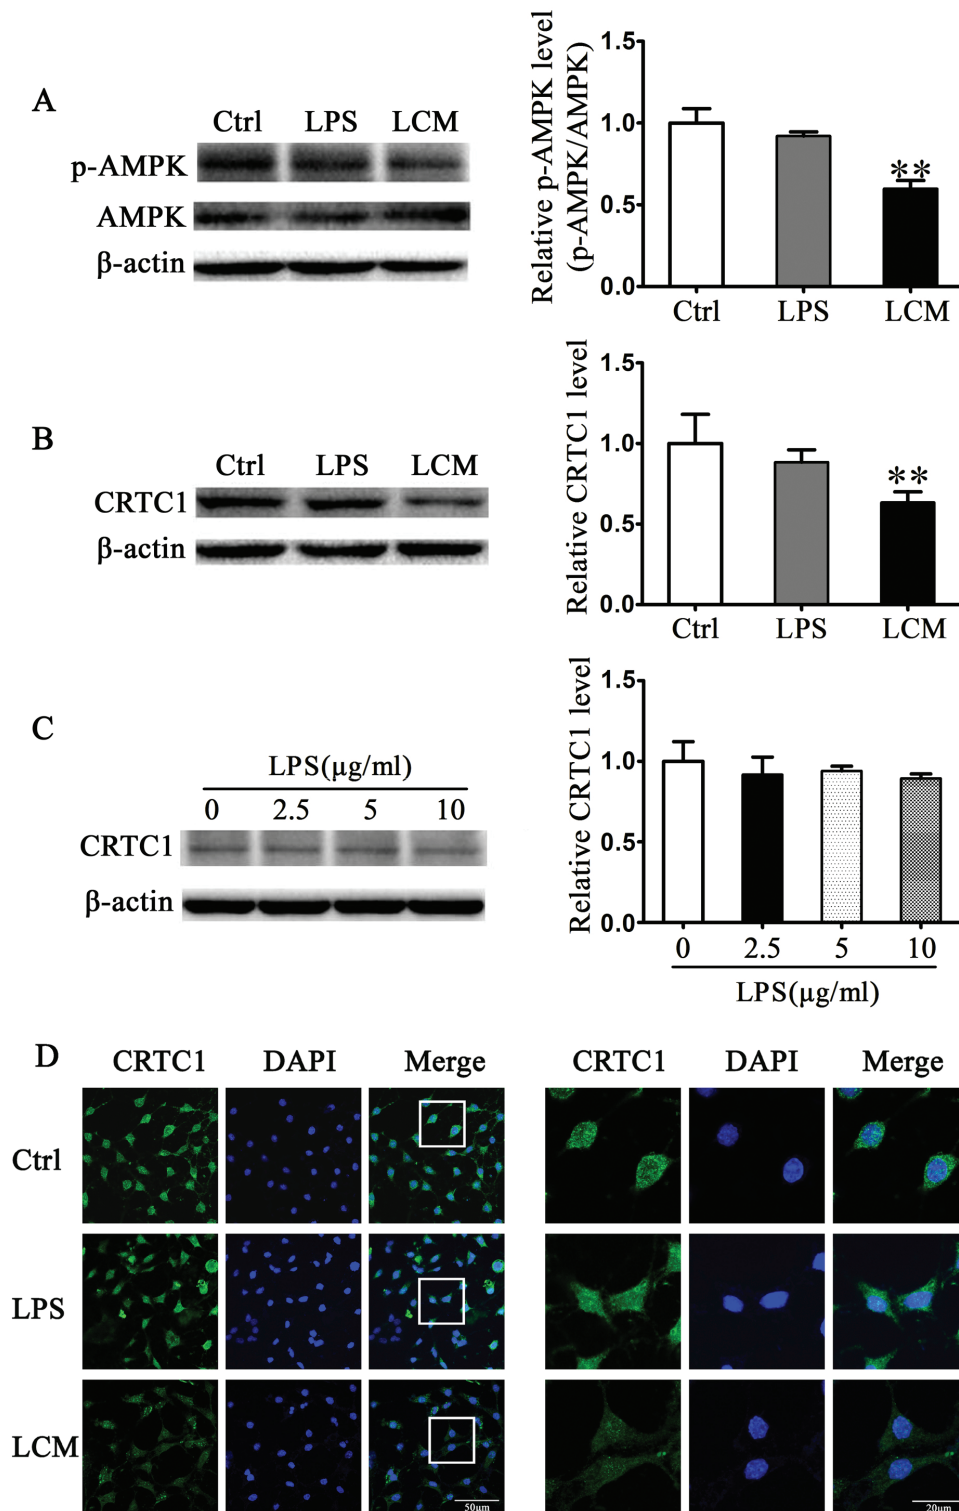 A
Ctrl LPS LCM
p-AMPK
AMPK
β-actin
Relative p-AMPK level
(p-AMPK/AMPK)
1.5
1.0
0.5
0.0
**
Ctrl LPS LCM
B
Ctrl LPS LCM
CRTC1
β-actin
Relative CRTC1 level
1.5
1.0
0.5
0.0
**
Ctrl LPS LCM
C
LPS(μg/ml)
0 2.5 5 10
CRTC1
β-actin
Relative CRTC1 level
1.5
1.0
0.5
0.0
0 2.5 5 10
LPS(μg/ml)
D
CRTC1 DAPI Merge CRTC1 DAPI Merge
Ctrl
LPS
LCM
50μm
20μm